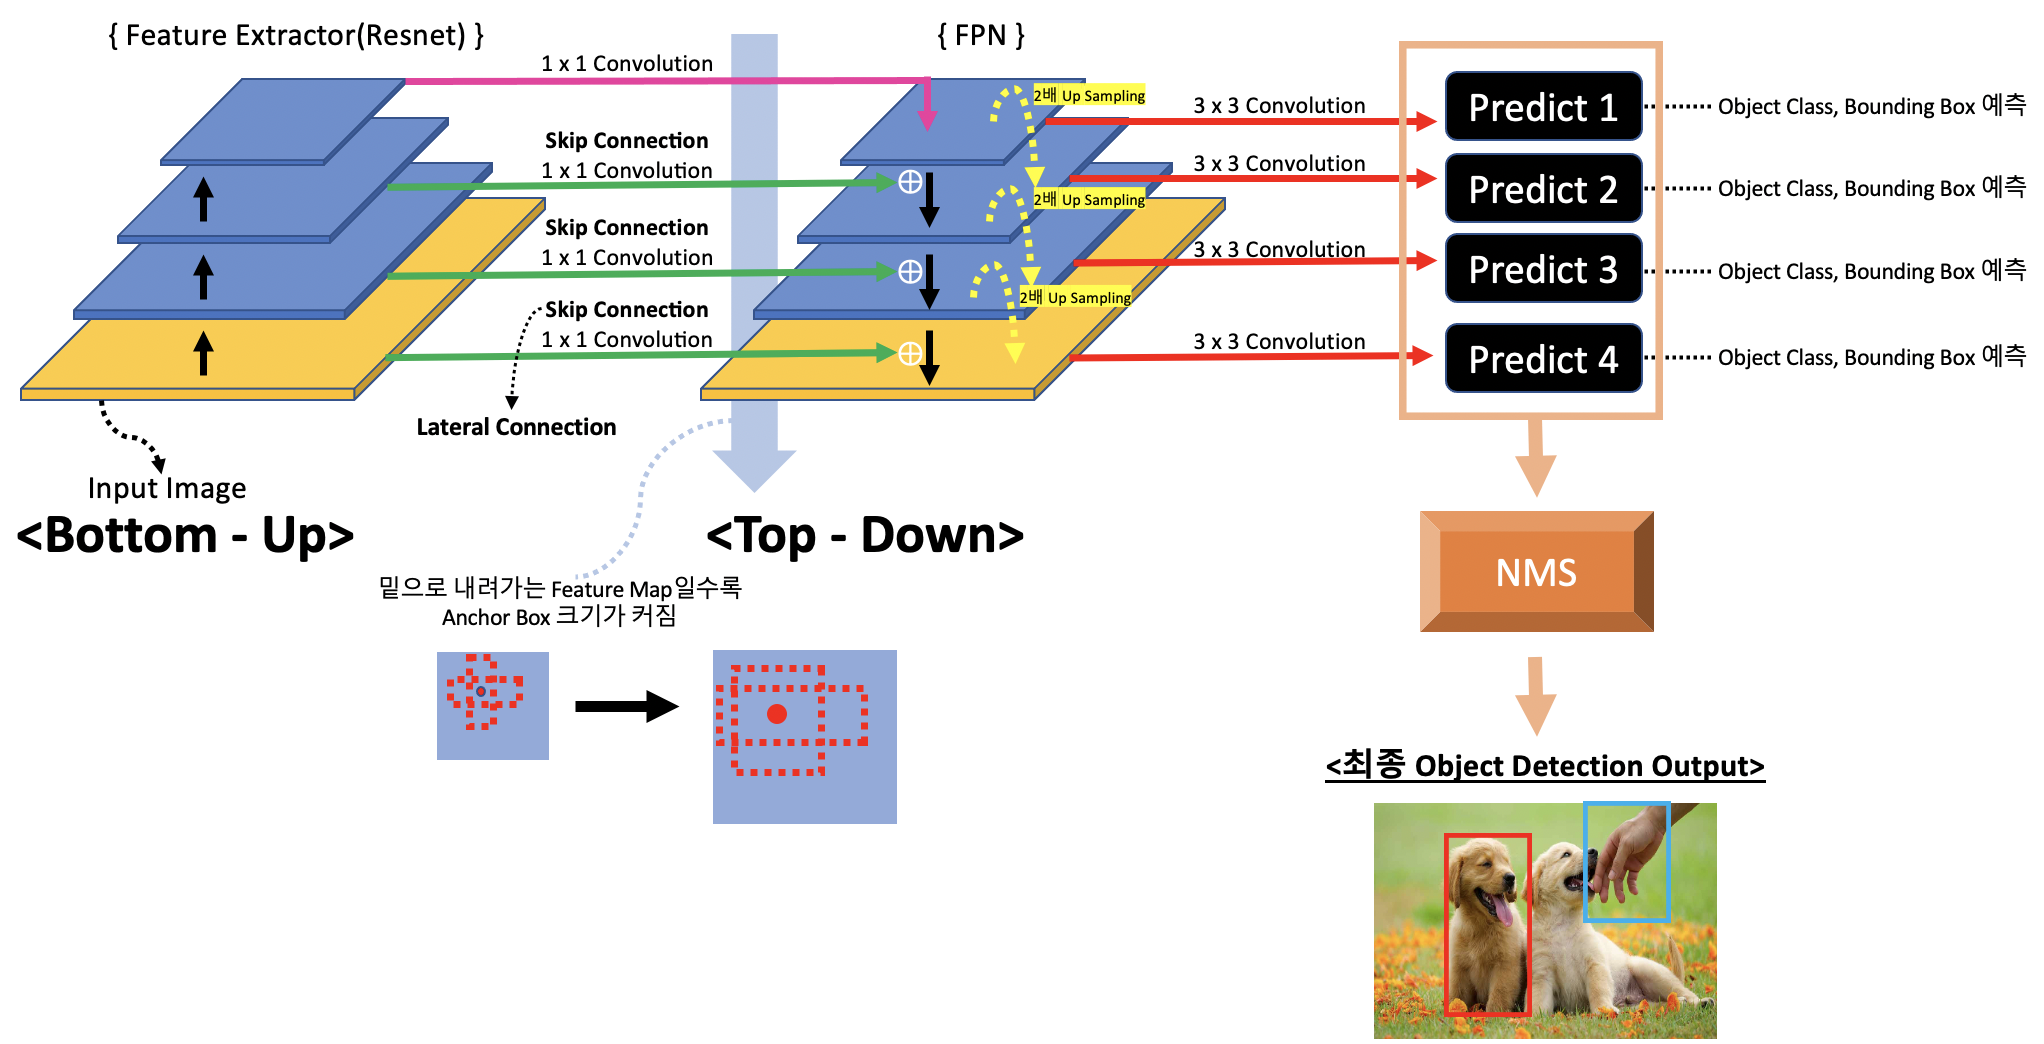 { Feature Extractor(Resnet) }
{ FPN }
1 x 1 Convolution
2배 Up Sampling
3 x 3 Convolution
Predict 1
Object Class, Bounding Box 예측
Skip Connection
1 x 1 Convolution
2배 Up Sampling
3 x 3 Convolution
Predict 2
Object Class, Bounding Box 예측
Skip Connection
1 x 1 Convolution
2배 Up Sampling
3 x 3 Convolution
Predict 3
Object Class, Bounding Box 예측
Skip Connection
1 x 1 Convolution
3 x 3 Convolution
Predict 4
Object Class, Bounding Box 예측
Lateral Connection
Input Image
<Bottom - Up>
<Top - Down>
밑으로 내려가는 Feature Map일수록
Anchor Box 크기가 커짐
NMS
<최종 Object Detection Output>